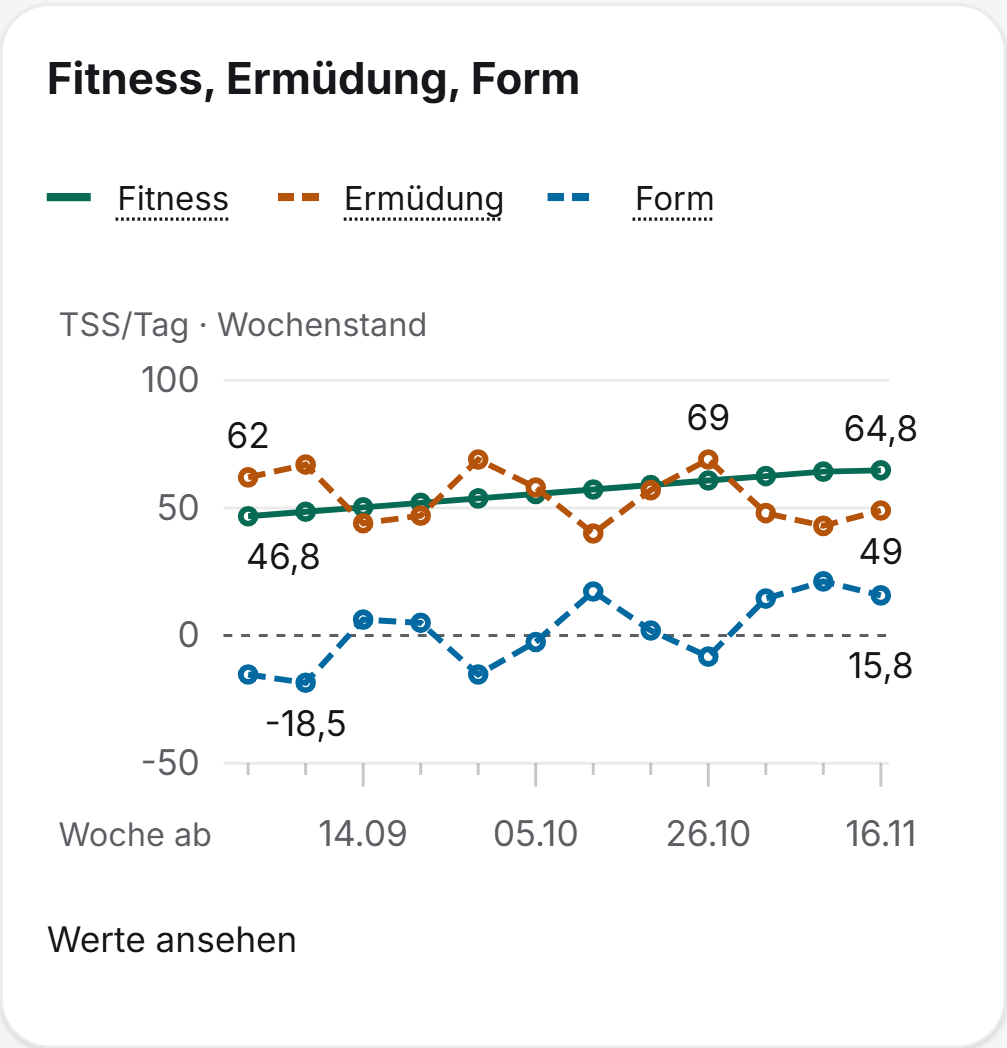 Fitness, Ermüdung, Form
Fitness Ermüdung Form
TSS/Tag · Wochenstand
100
62 69 64,8
50
46,8 49
0
15,8
-18,5
-50
Woche ab 14.09 05.10 26.10 16.11
Werte ansehen